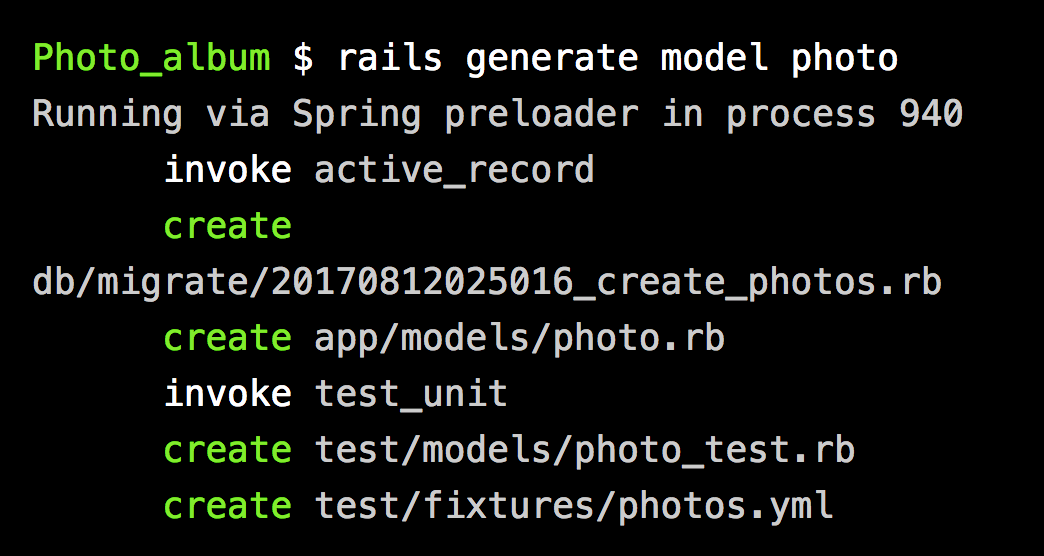 Photo_album $ rails generate model photo
Running via Spring preloader in process 940
invoke active_record
create
db/migrate/20170812025016_create_photos.rb
create app/models/photo.rb
invoke test_unit
create test/models/photo_test.rb
create test/fixtures/photos.yml